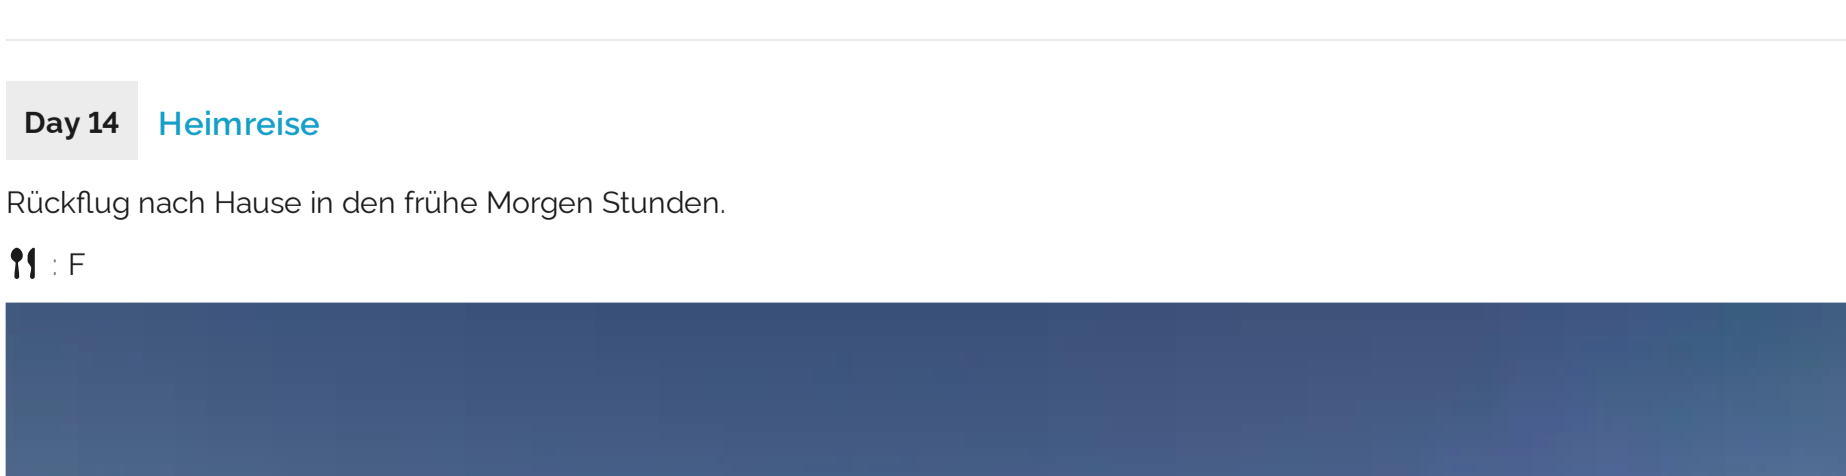 Day 14 Heimreise
Rückflug nach Hause in den frühe Morgen Stunden.
: F